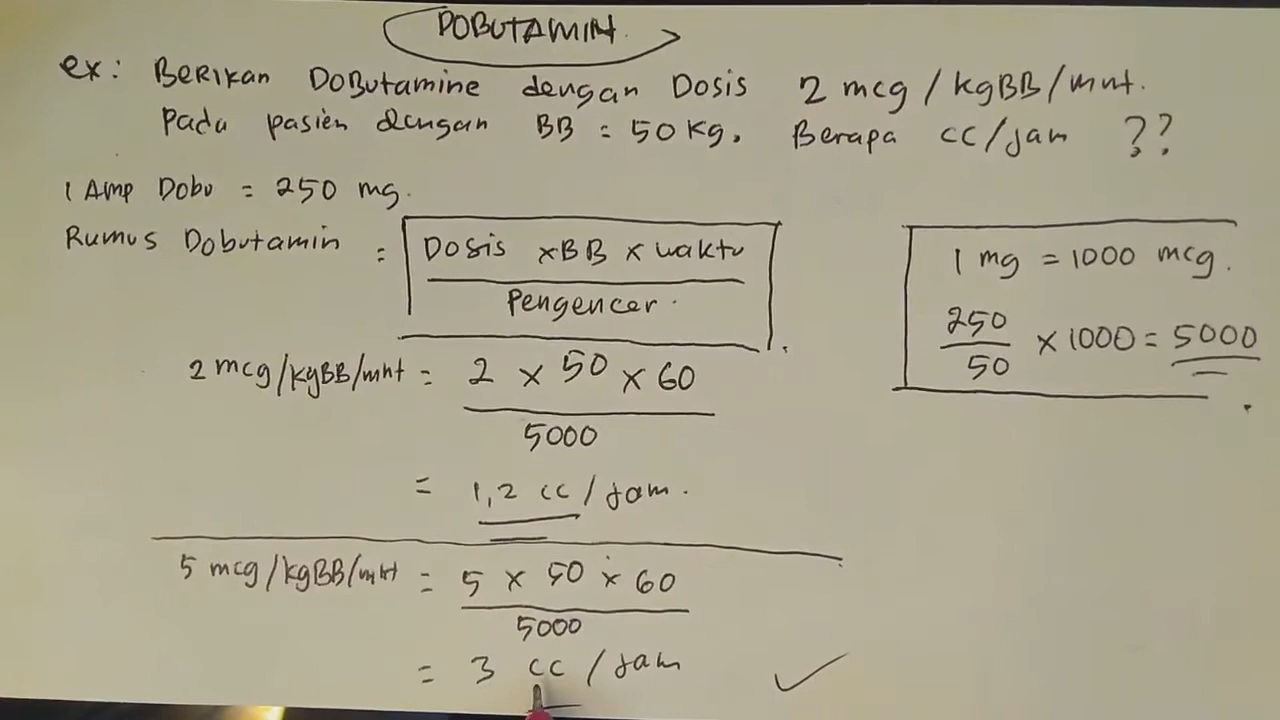 DOBUTAMIN.
ex: BERIKAN DOBUtAMINE dengan Dosis 2 mcg/kgBB/mnt.
Pada pasien dengan BB = 50 Kg. Berapa cc/jam ??
1 Amp Dobu = 250 mg.
Rumus Dobutamin = Dosis x BB x waktu
Pengencer.
1 mg = 1000 mcg.
250
50
x 1000 = 5000
2 mcg/kgBB/mnt = 2 x 50 x 60
5000
= 1,2 cc/jam.
5 mcg/kgBB/mnt = 5 x 50 x 60
5000
= 3 cc/jam